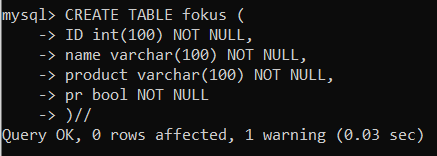 mysql> CREATE TABLE fokus (
    -> ID int(100) NOT NULL,
    -> name varchar(100) NOT NULL,
    -> product varchar(100) NOT NULL,
    -> pr bool NOT NULL
    -> )//
Query OK, 0 rows affected, 1 warning (0.03 sec)